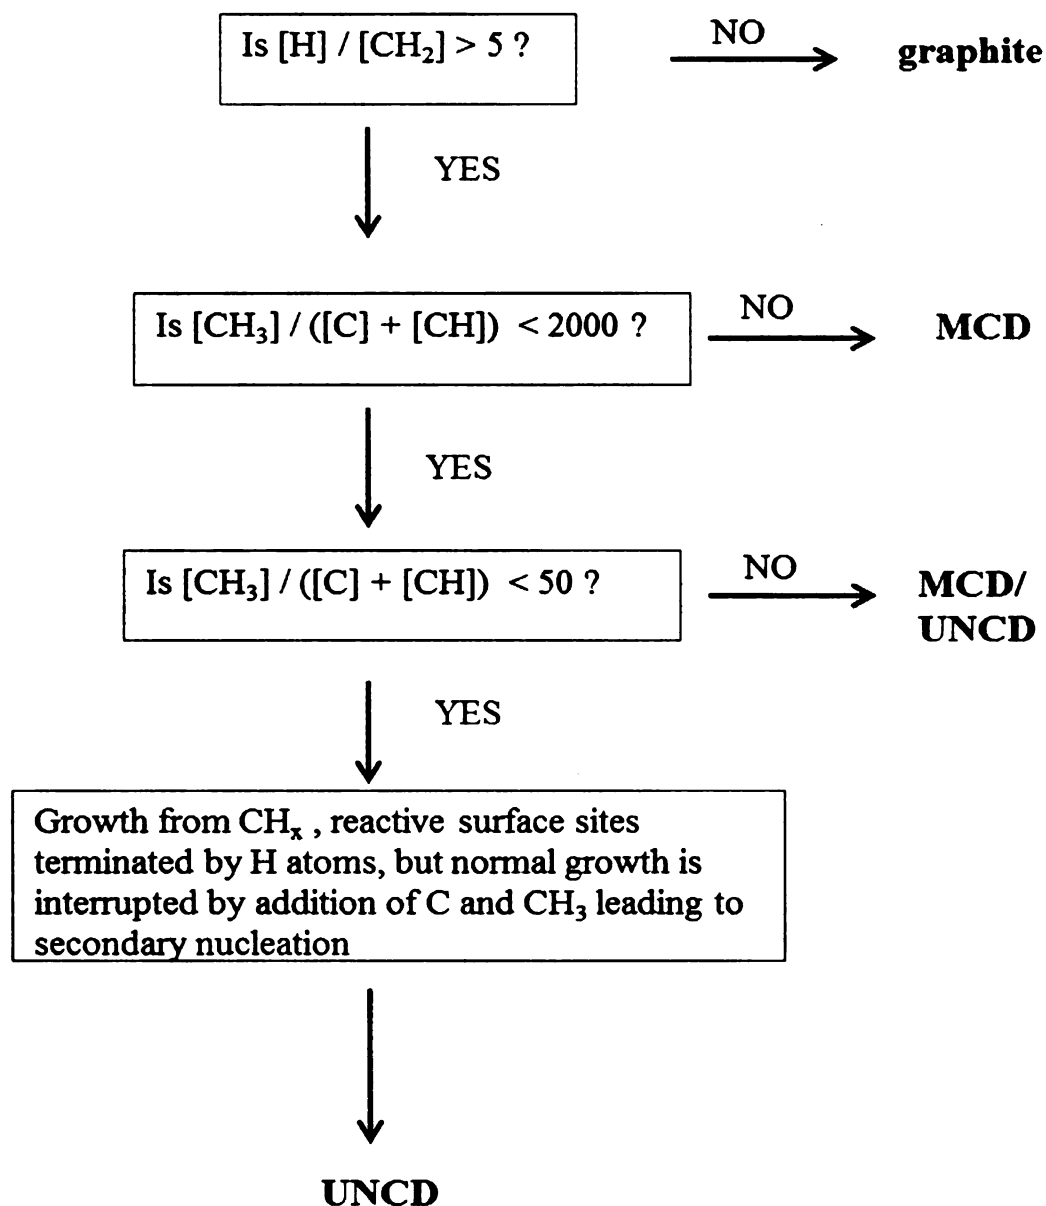 Is [H] / [CH₂] > 5 ?
NO
graphite
YES
Is [CH₃] / ([C] + [CH]) < 2000 ?
NO
MCD
YES
Is [CH₃] / ([C] + [CH]) < 50 ?
NO
MCD/
UNCD
YES
Growth from CHₓ , reactive surface sites
terminated by H atoms, but normal growth is
interrupted by addition of C and CH₃ leading to
secondary nucleation
UNCD